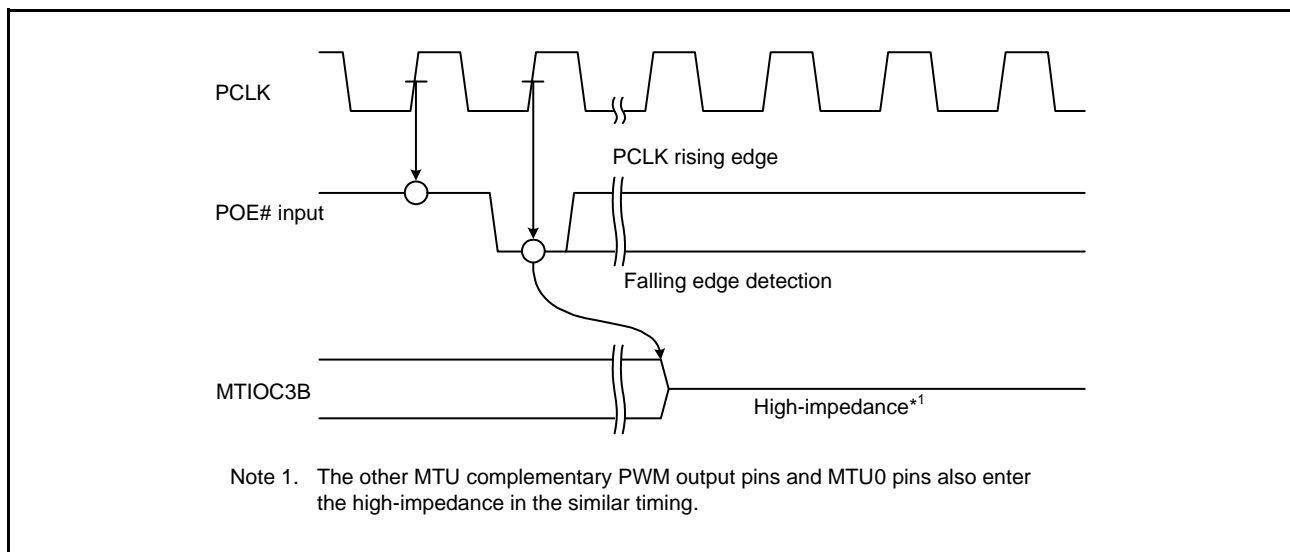 PCLK
PCLK rising edge
POE# input
Falling edge detection
MTIOC3B
High-impedance*1
Note 1. The other MTU complementary PWM output pins and MTU0 pins also enter
the high-impedance in the similar timing.